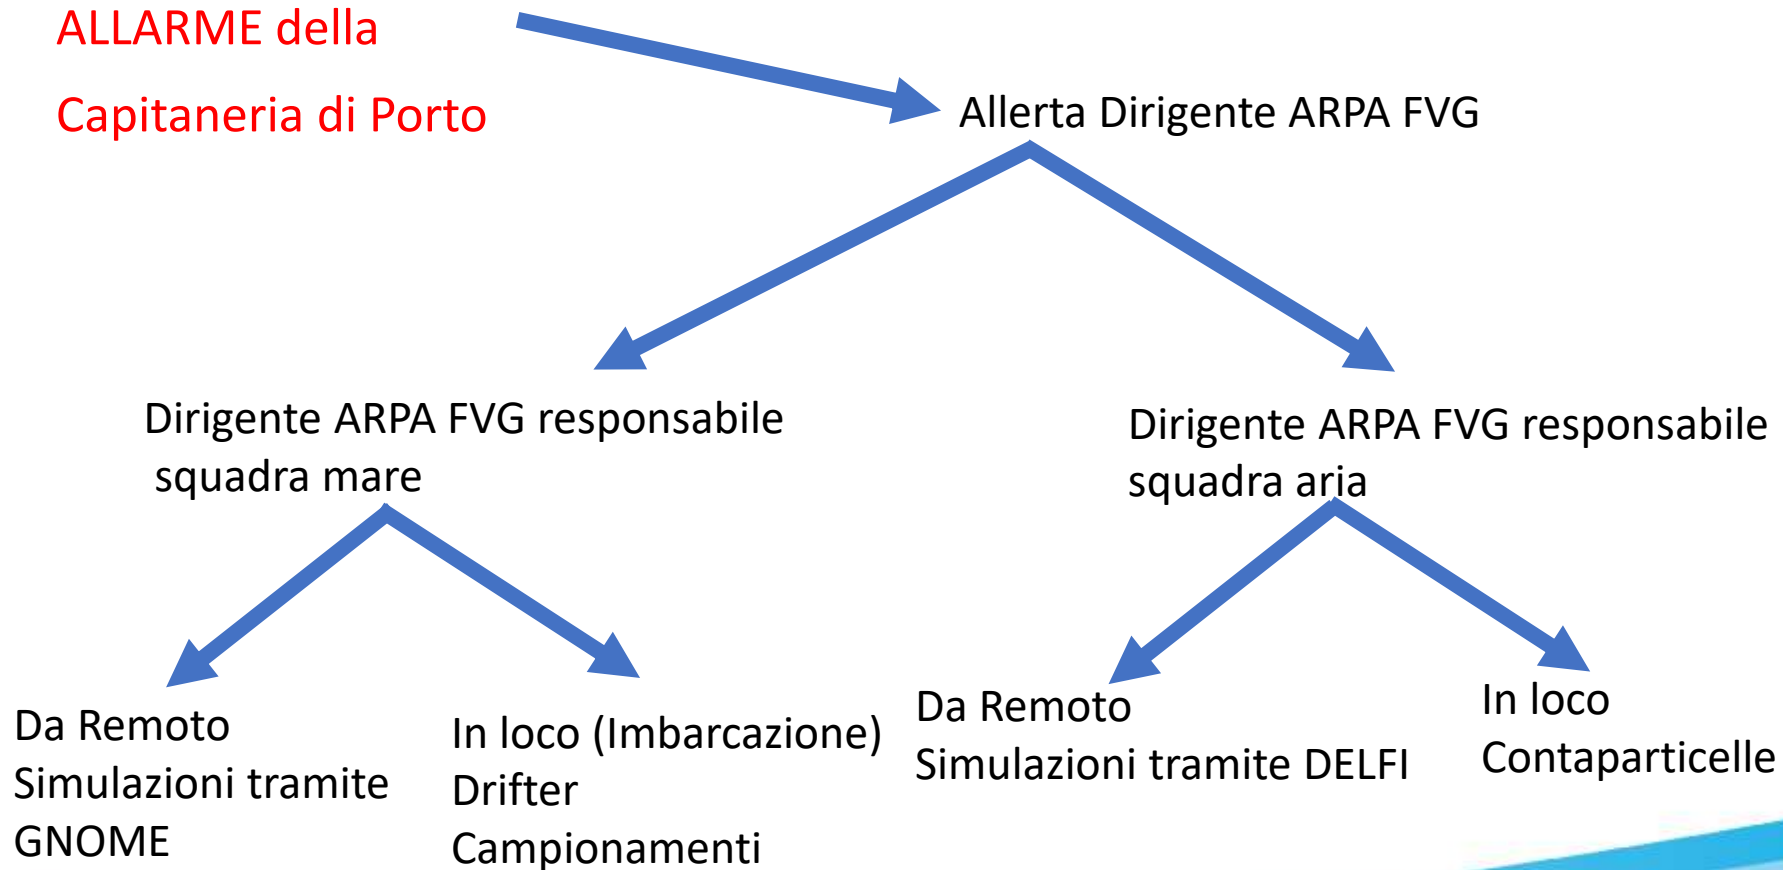 ALLARME della
Capitaneria di Porto
Allerta Dirigente ARPA FVG
Dirigente ARPA FVG responsabile
squadra mare
Dirigente ARPA FVG responsabile
squadra aria
Da Remoto
Simulazioni tramite
GNOME
In loco (Imbarcazione)
Drifter
Campionamenti
Da Remoto
Simulazioni tramite DELFI
In loco
Contaparticelle